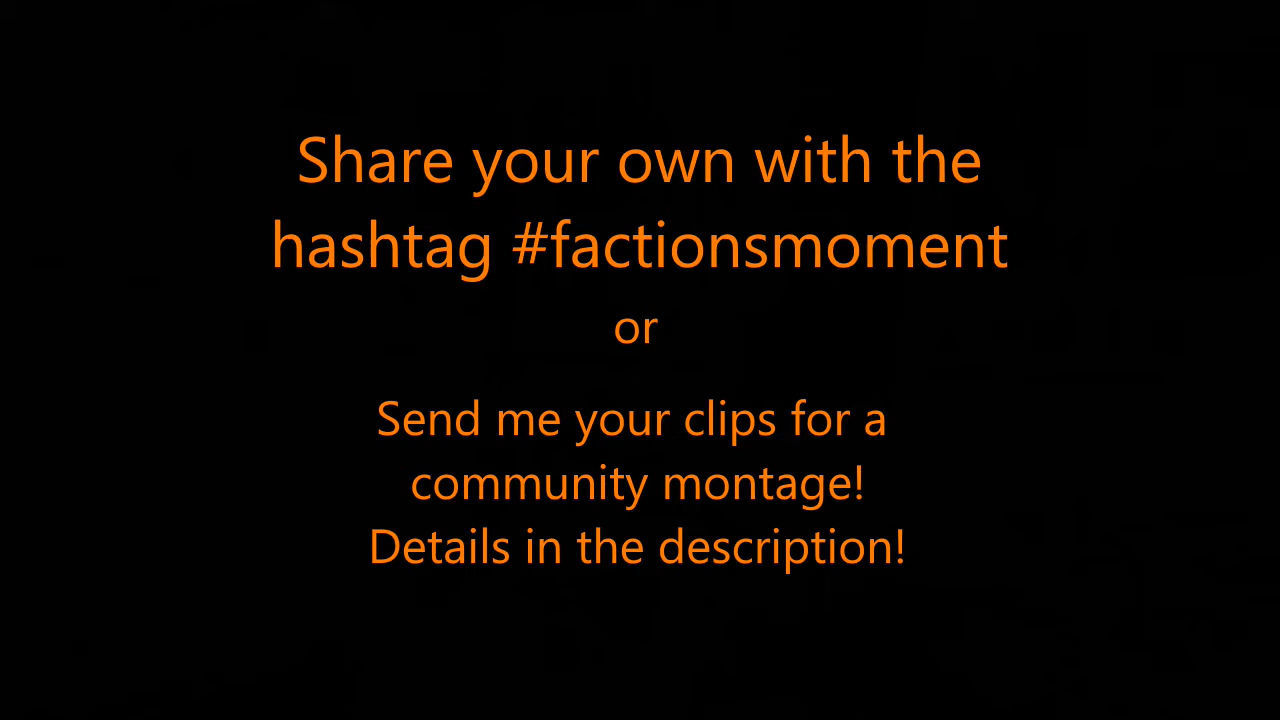 Share your own with the
hashtag #factionsmoment
or
Send me your clips for a
community montage!
Details in the description!